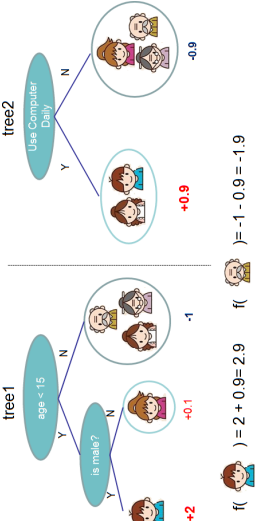 tree1
age < 15
Y
N
is male?
Y
N
+2
+0.1
-1
tree2
Use Computer
Daily
Y
N
+0.9
-0.9
f( ) = 2 + 0.9= 2.9
f( )= -1 - 0.9 = -1.9